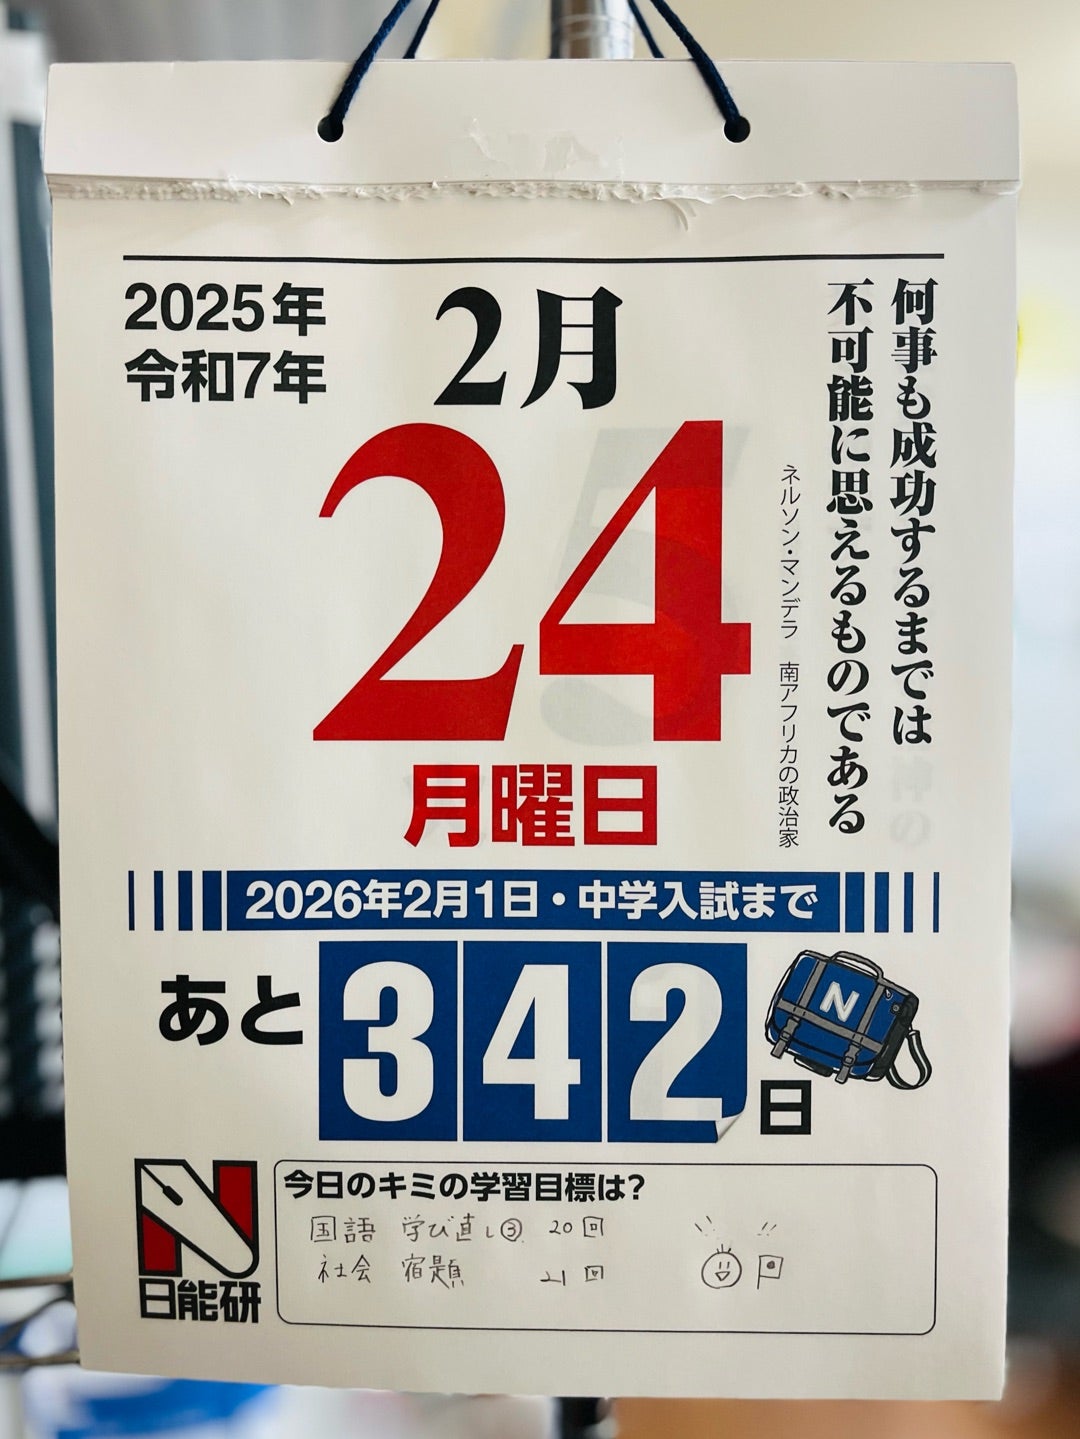 2025年
令和7年
2月
24
月曜日
何事も成功するまでは
不可能に思えるものである
ネルソン・マンデラ 南アフリカの政治家
2026年2月1日・中学入試まで
あと342日
N
N
日能研
今日のキミの学習目標は?
国語 学び直し③ 20回
社会 宿題 21回